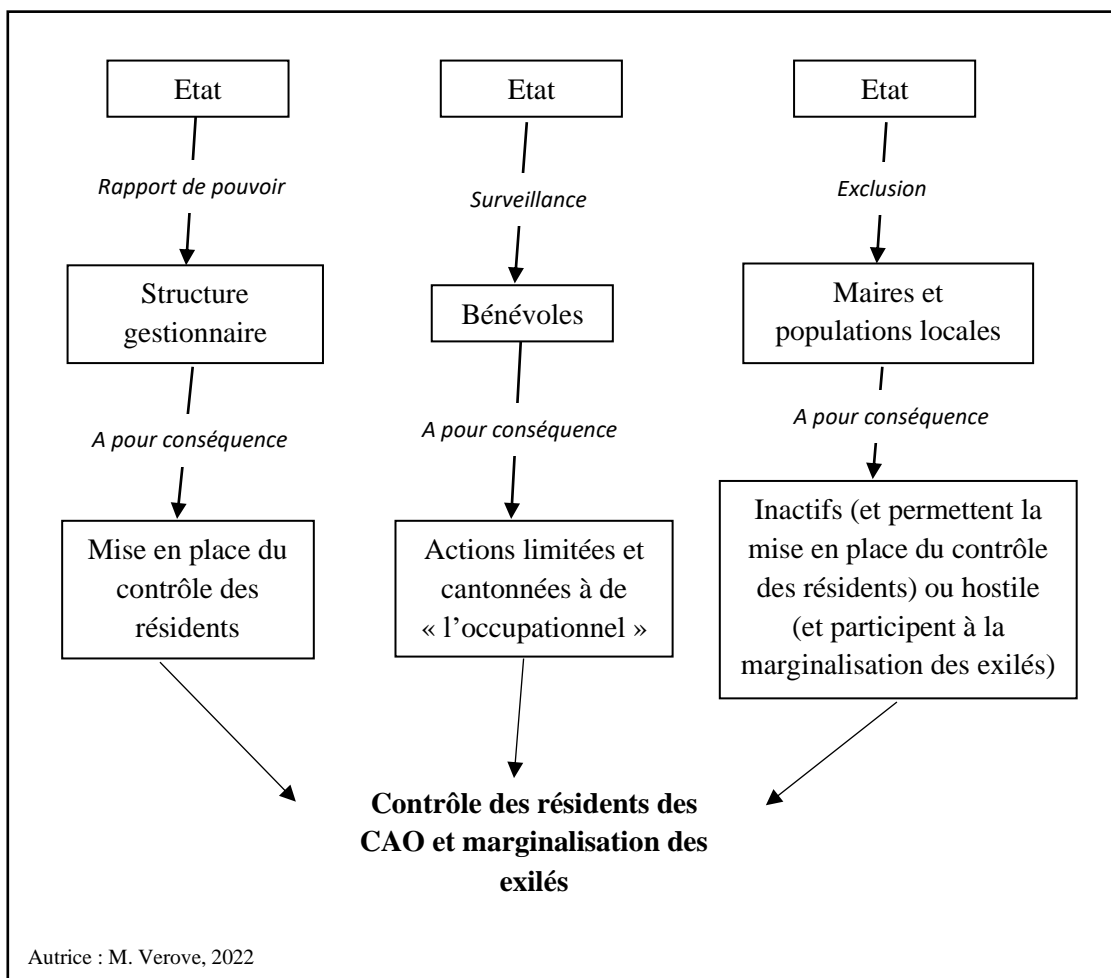 Etat
Rapport de pouvoir
Structure
gestionnaire
A pour conséquence
Mise en place du
contrôle des
résidents
Etat
Surveillance
Bénévoles
A pour conséquence
Actions limitées et
cantonnées à de
« l'occupationnel »
Etat
Exclusion
Maires et
populations locales
A pour conséquence
Inactifs (et permettent la
mise en place du contrôle
des résidents) ou hostile
(et participent à la
marginalisation des exilés)
Contrôle des résidents des
CAO et marginalisation des
exilés
Autrice : M. Verove, 2022